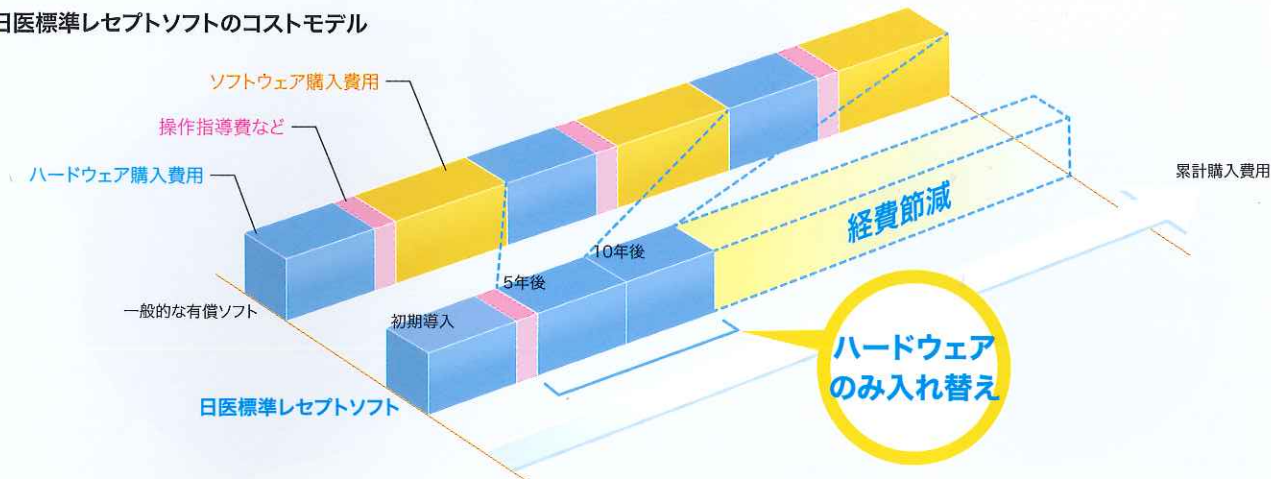 日医標準レセプトソフトのコストモデル
ソフトウェア購入費用
操作指導費など
ハードウェア購入費用
累計購入費用
経費節減
10年後
5年後
一般的な有償ソフト
初期導入
ハードウェア
のみ入れ替え
日医標準レセプトソフト